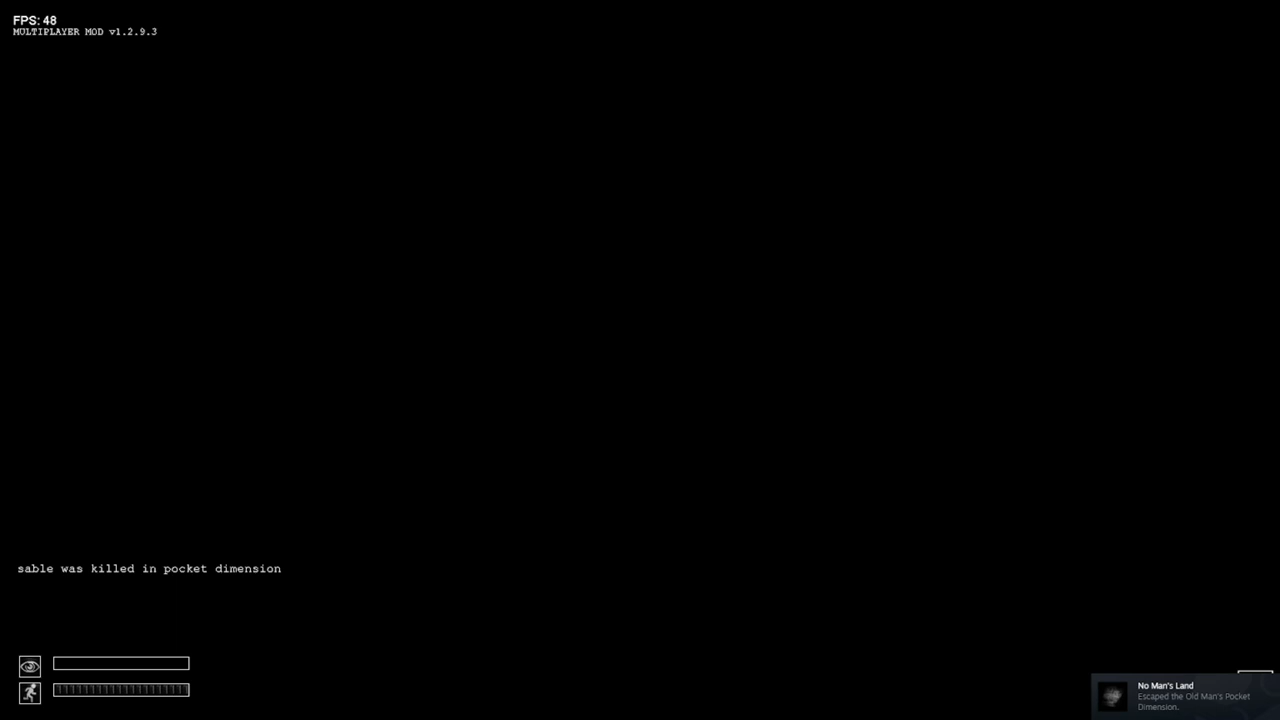 FPS: 48
MULTIPLAYER MOD v1.2.9.3
sable was killed in pocket dimension
No Man's Land
Escaped the Old Man's Pocket
Dimension.